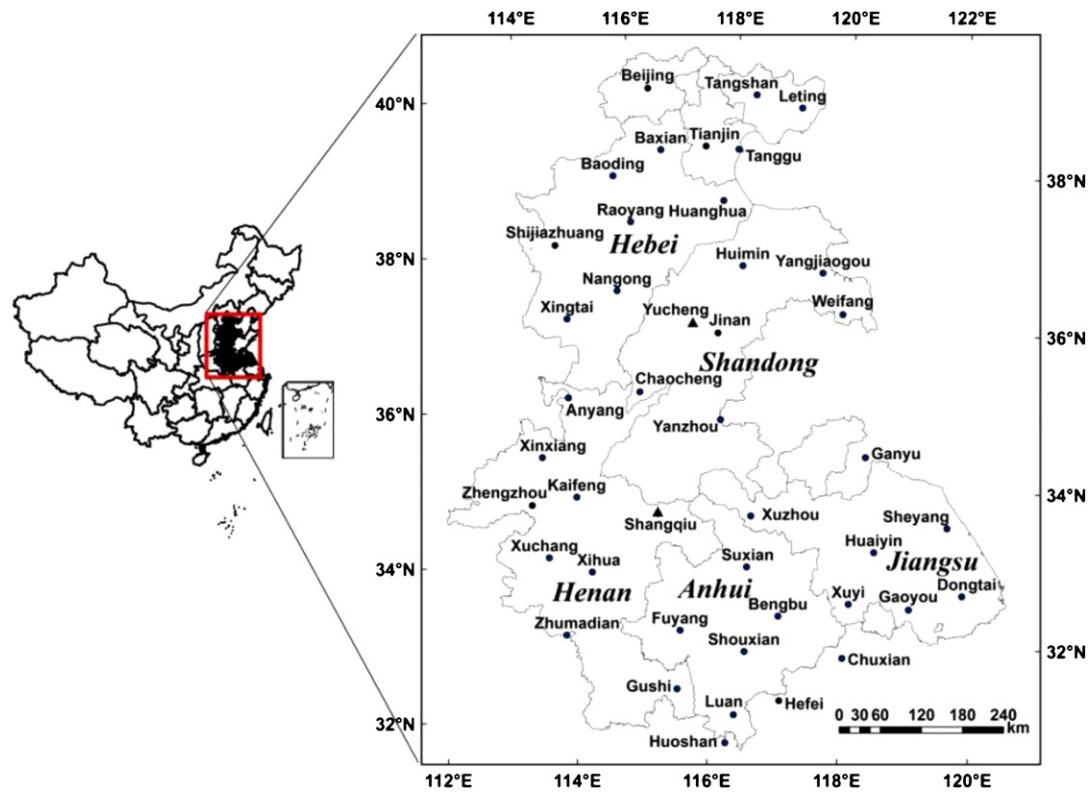 114°E 116°E 118°E 120°E 122°E
Beijing
Tangshan
Leting
40°N
Baxian
Tianjin
Tanggu
Baoding
38°N
Raoyang
Huanghua
Shijiazhuang
Hebei
Huimin
Yangjiaogou
38°N
Nangong
Weifang
Xingtai
Yucheng
Jinan
36°N
Shandong
Chaocheng
Anyang
36°N
Yanzhou
Xinxiang
Ganyu
Zhengzhou
Kaifeng
34°N
Shangqiu
Xuzhou
Sheyang
Xuchang
Xihua
Suxian
Huaiyin
Jiangsu
34°N
Henan
Anhui
Xuyi
Gaoyou
Dongtai
Bengbu
Zhumadian
Fuyang
Shouxian
32°N
Chuxian
Gushi
Luan
Hefei
0 30 60 120 180 240
km
32°N
Huoshan
112°E 114°E 116°E 118°E 120°E